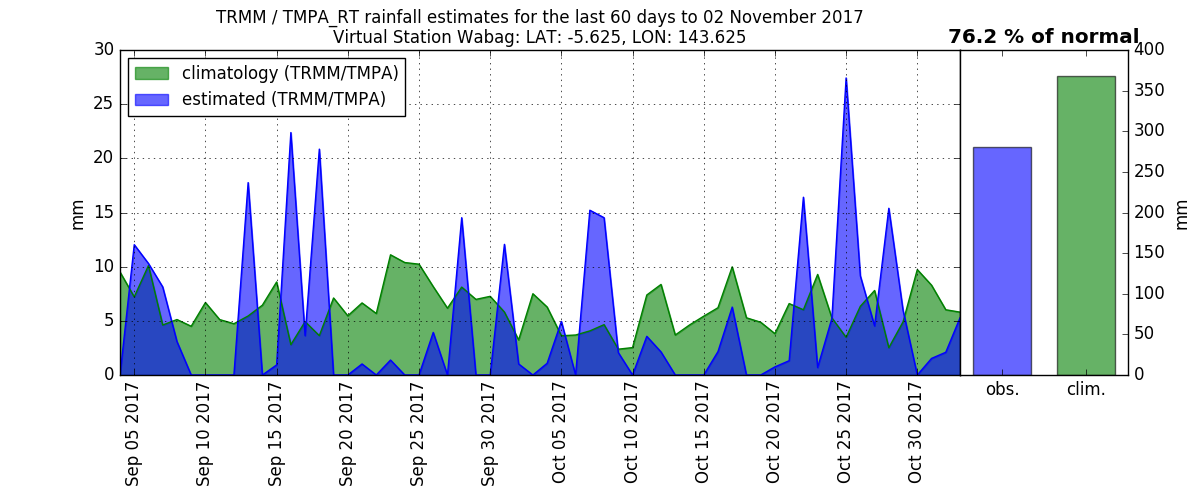 TRMM / TMPA_RT rainfall estimates for the last 60 days to 02 November 2017
Virtual Station Wabag: LAT: -5.625, LON: 143.625
76.2 % of normal
climatology (TRMM/TMPA)
estimated (TRMM/TMPA)
30
25
20
15
10
5
0
mm
Sep 05 2017
Sep 10 2017
Sep 15 2017
Sep 20 2017
Sep 25 2017
Sep 30 2017
Oct 05 2017
Oct 10 2017
Oct 15 2017
Oct 20 2017
Oct 25 2017
Oct 30 2017
obs.
clim.
400
350
300
250
200
150
100
50
0
mm